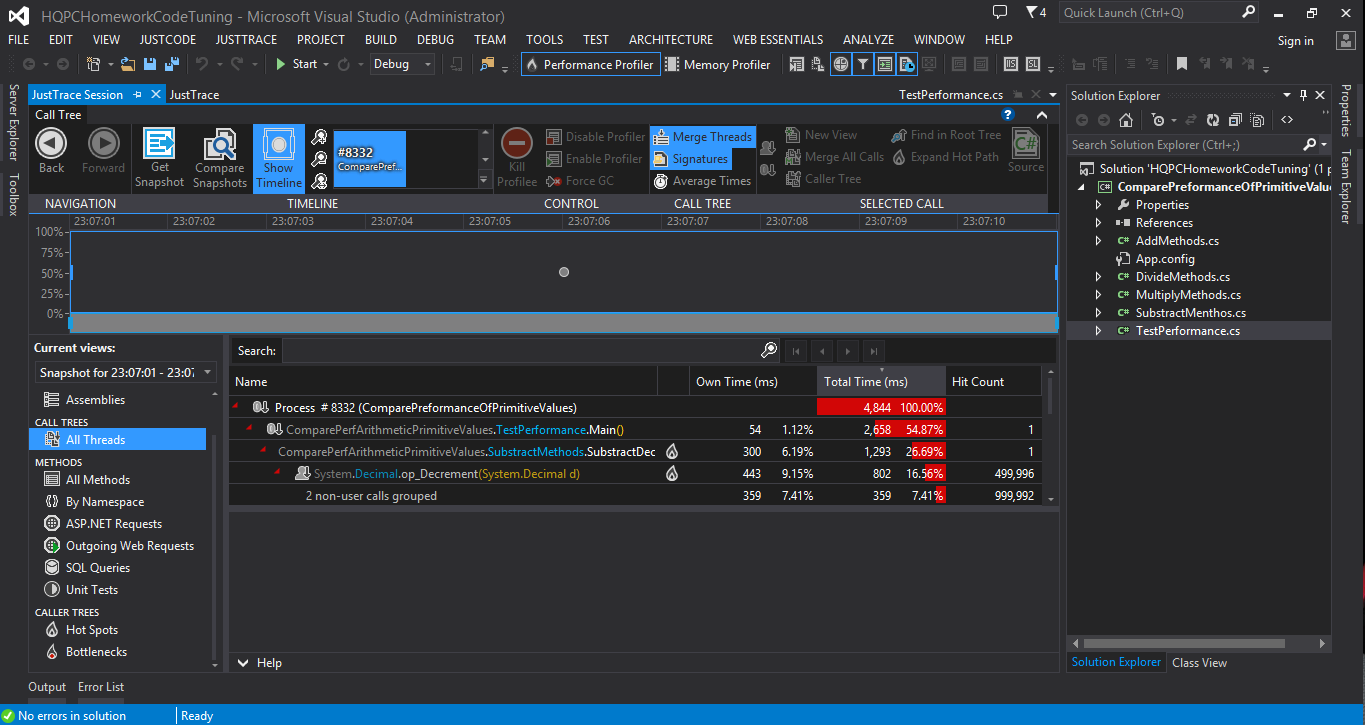 HQPCHomeworkCodeTuning - Microsoft Visual Studio (Administrator)
4
Quick Launch (Ctrl+Q)
FILE EDIT VIEW JUSTCODE JUSTTRACE PROJECT BUILD DEBUG TEAM TOOLS TEST ARCHITECTURE WEB ESSENTIALS ANALYZE WINDOW HELP
Sign in
Start Debug Performance Profiler Memory Profiler
Server Explorer
Toolbox
JustTrace Session JustTrace TestPerformance.cs
Call Tree
Back
Forward
Get Snapshot
Compare Snapshots
Show Timeline
#8332
ComparePref...
Kill Profilee
Disable Profiler
Enable Profiler
Force GC
Merge Threads
Signatures
Average Times
New View
Merge All Calls
Caller Tree
Find in Root Tree
Expand Hot Path
C#
Source
NAVIGATION TIMELINE CONTROL CALL TREE SELECTED CALL
23:07:01 23:07:02 23:07:03 23:07:04 23:07:05 23:07:06 23:07:07 23:07:08 23:07:09 23:07:10
100%
75%
50%
25%
0%
Current views:
Snapshot for 23:07:01 - 23:07
Assemblies
CALL TREES
All Threads
METHODS
All Methods
By Namespace
ASP.NET Requests
Outgoing Web Requests
SQL Queries
Unit Tests
CALLER TREES
Hot Spots
Bottlenecks
Search:
Name Own Time (ms) Total Time (ms) Hit Count
Process # 8332 (ComparePreformanceOfPrimitiveValues) 4,844 100.00%
ComparePerfArithmeticPrimitiveValues.TestPerformance.Main() 54 1.12% 2,658 54.87% 1
ComparePerfArithmeticPrimitiveValues.SubstractMethods.SubstractDec 300 6.19% 1,293 26.69% 1
System.Decimal.op_Decrement(System.Decimal d) 443 9.15% 802 16.56% 499,996
2 non-user calls grouped 359 7.41% 359 7.41% 999,992
Help
Solution Explorer
Search Solution Explorer (Ctrl+;)
Solution 'HQPCHomeworkCodeTuning' (1 p
C# ComparePreformanceOfPrimitiveValue
Properties
References
C# AddMethods.cs
App.config
C# DivideMethods.cs
C# MultiplyMethods.cs
C# SubstractMenthos.cs
C# TestPerformance.cs
Solution Explorer Class View
Properties
Team Explorer
Output Error List
No errors in solution Ready